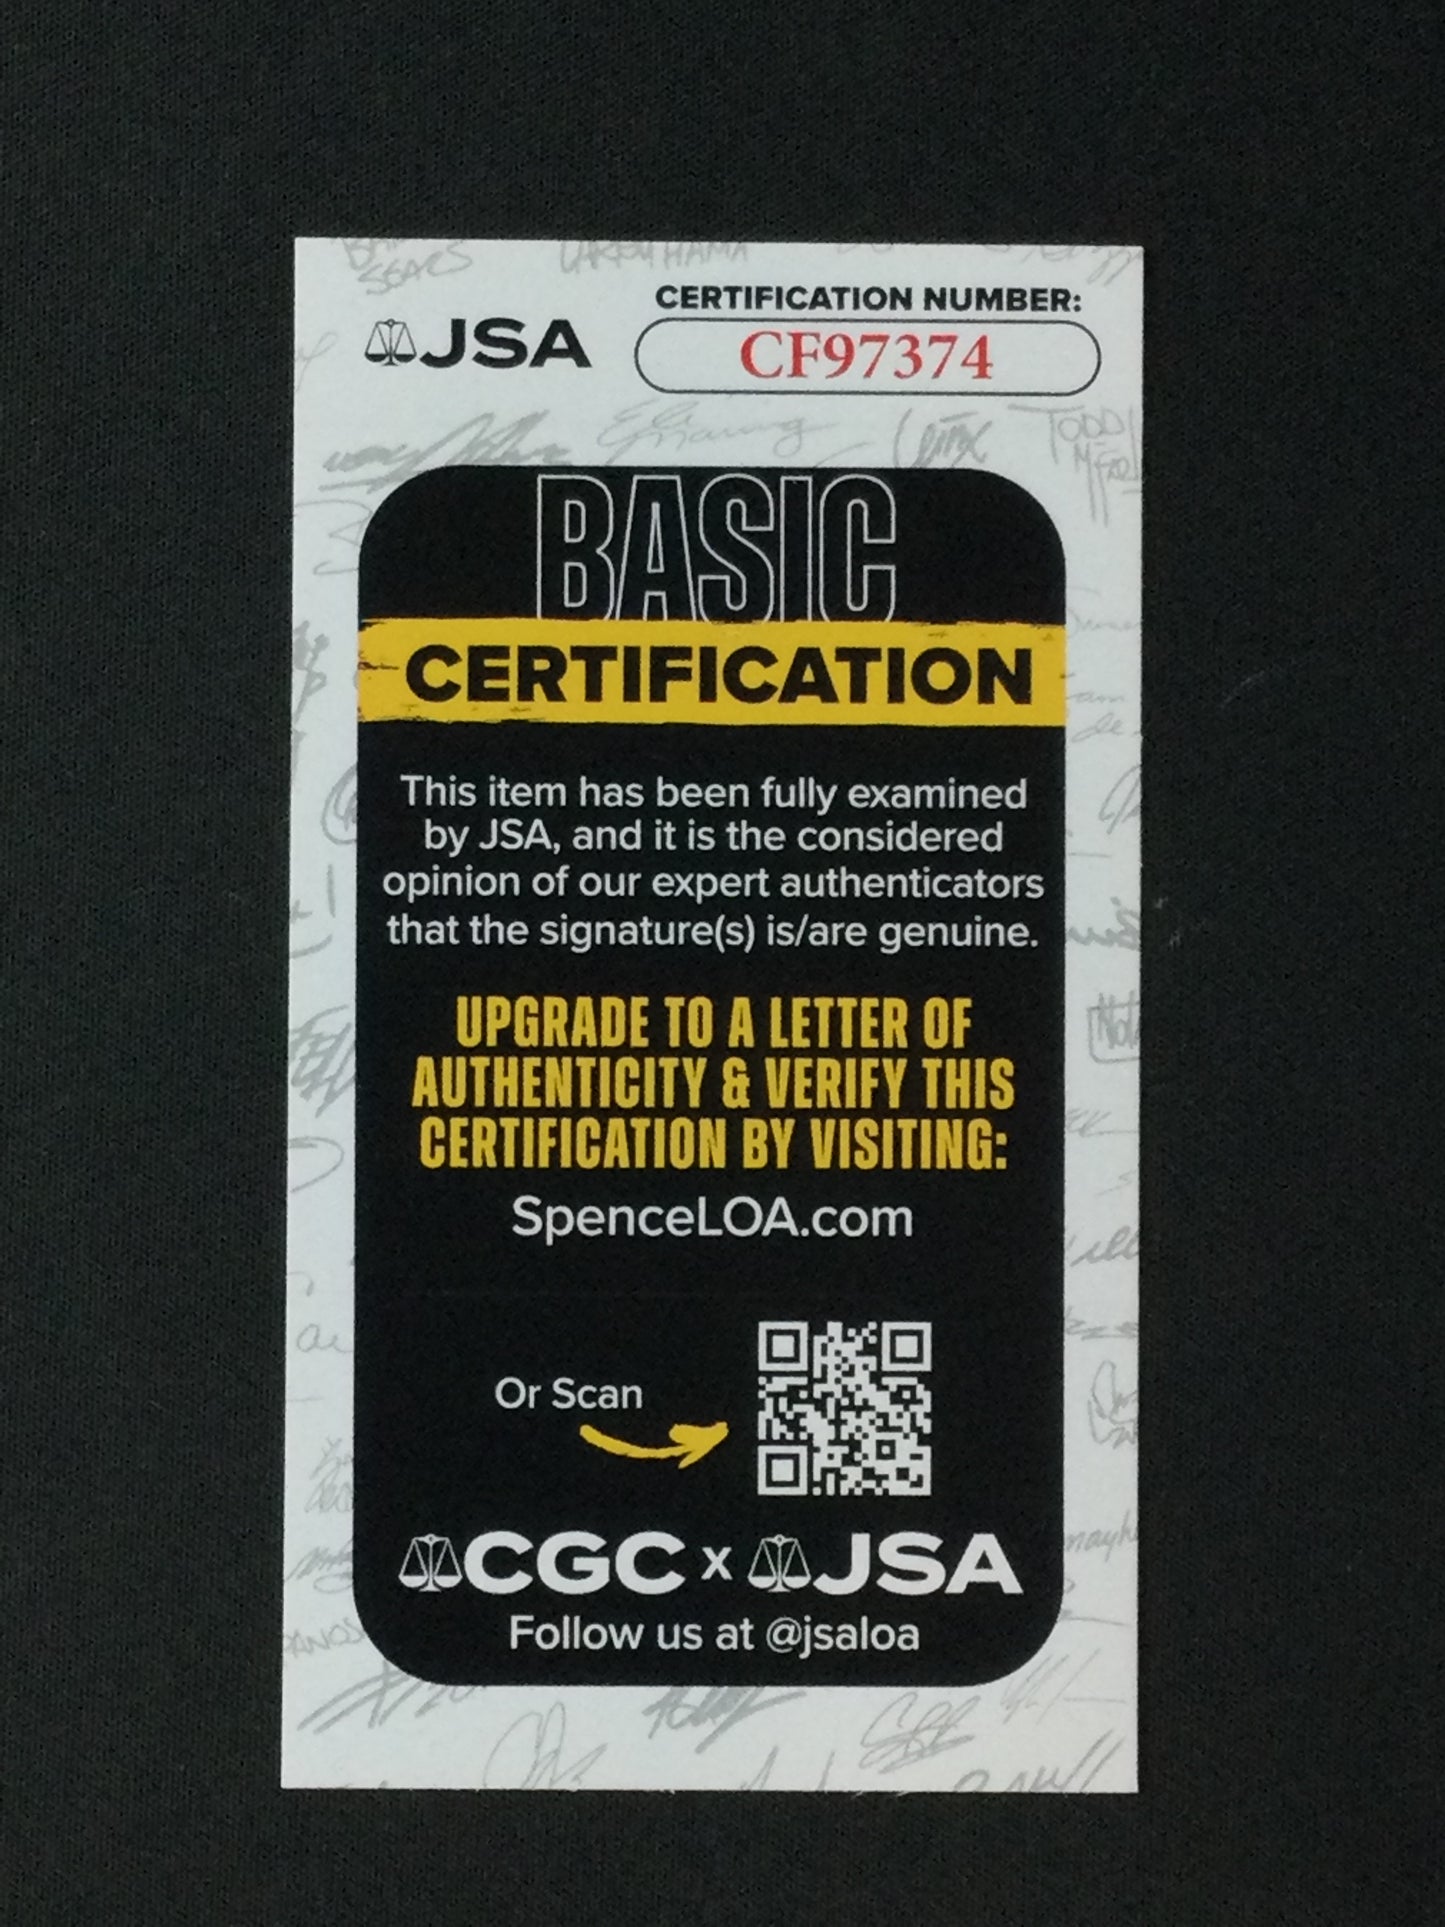 JSA
CERTIFICATION NUMBER:
CF97374
BASIC
CERTIFICATION
This item has been fully examined
by JSA, and it is the considered
opinion of our expert authenticators
that the signature(s) is/are genuine.
UPGRADE TO A LETTER OF
AUTHENTICITY & VERIFY THIS
CERTIFICATION BY VISITING:
SpenceLOA.com
Or Scan
CGC x JSA
Follow us at @jsaloa